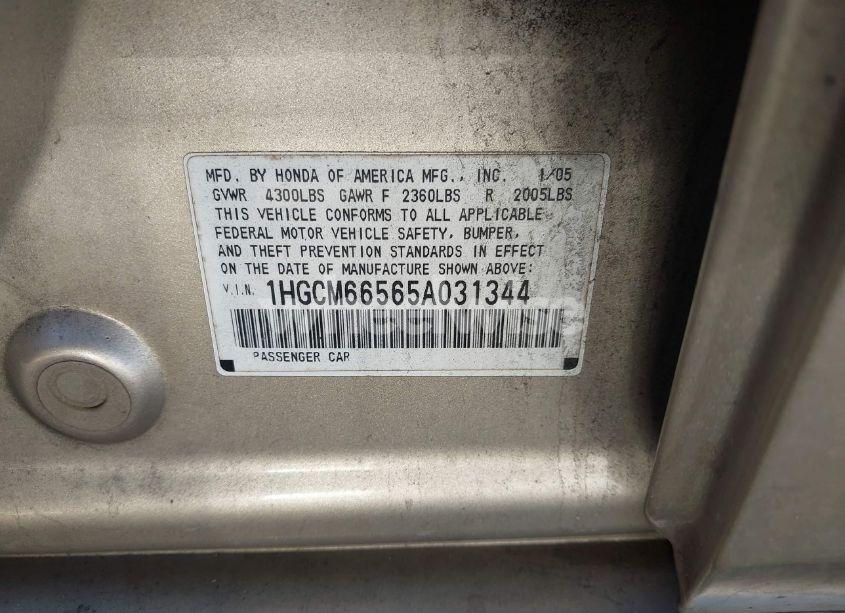 MFD. BY HONDA OF AMERICA MFG., INC. 1/05
GVWR 4300LBS GAWR F 2360LBS R 2005LBS
THIS VEHICLE CONFORMS TO ALL APPLICABLE
FEDERAL MOTOR VEHICLE SAFETY, BUMPER,
AND THEFT PREVENTION STANDARDS IN EFFECT
ON THE DATE OF MANUFACTURE SHOWN ABOVE:
V.I.N. 1HGCM66565A031344
PASSENGER CAR